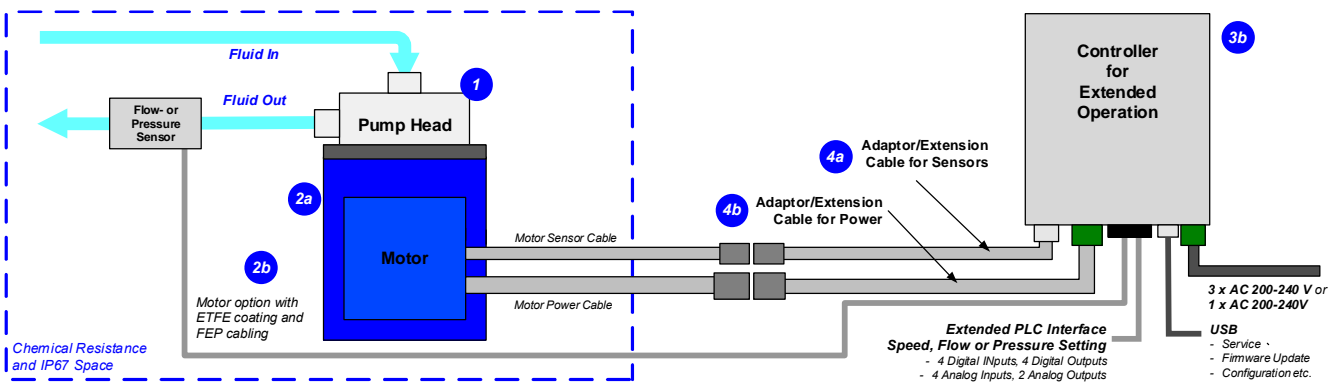 Fluid In
Fluid Out
Flow- or
Pressure
Sensor
1
Pump Head
2a
Motor
2b
Motor option with
ETFE coating and
FEP cabling
Chemical Resistance
and IP67 Space
Motor Sensor Cable
Motor Power Cable
4a
Adaptor/Extension
Cable for Sensors
4b
Adaptor/Extension
Cable for Power
Controller
for
Extended
Operation
3b
3 x AC 200-240 V or
1 x AC 200-240V
Extended PLC Interface
Speed, Flow or Pressure Setting
- 4 Digital INputs, 4 Digital Outputs
- 4 Analog Inputs, 2 Analog Outputs
USB
- Service、
- Firmware Update
- Configuration etc.